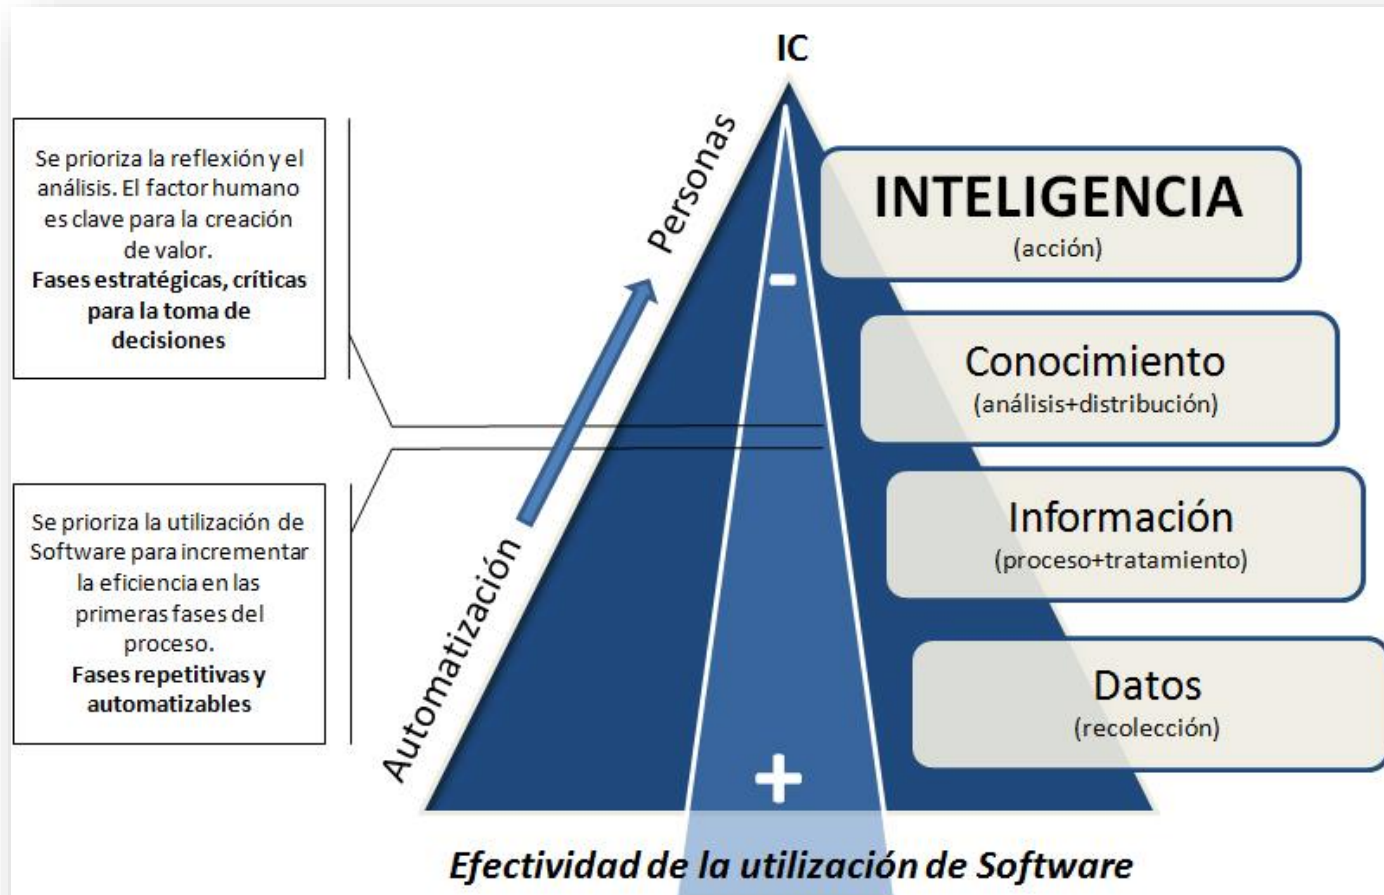 IC
Se prioriza la reflexión y el
análisis. El factor humano
es clave para la creación
de valor.
Fases estratégicas, críticas
para la toma de
decisiones
Se prioriza la utilización de
Software para incrementar
la eficiencia en las
primeras fases del
proceso.
Fases repetitivas y
automatizables
Personas
Automatización
-
+
INTELIGENCIA
(acción)
Conocimiento
(análisis+distribución)
Información
(proceso+tratamiento)
Datos
(recolección)
Efectividad de la utilización de Software